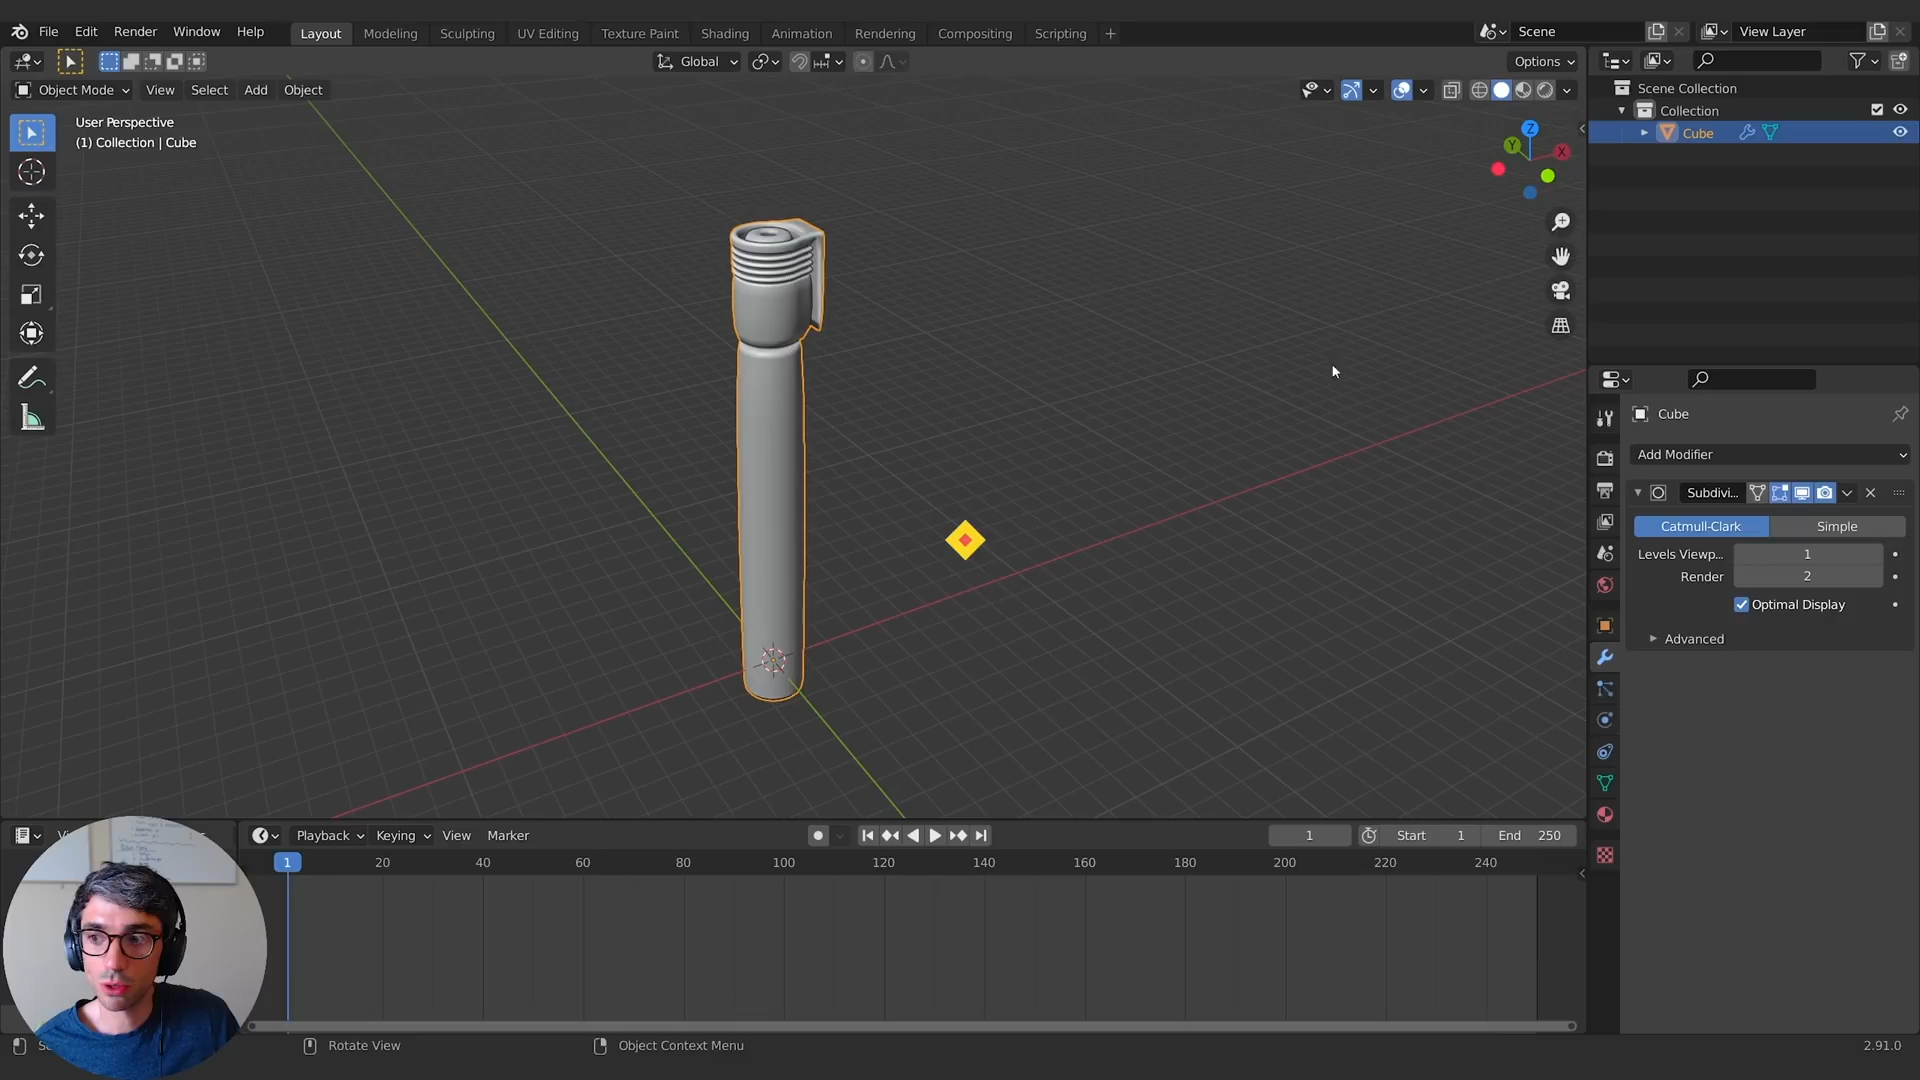 File Edit Render Window Help Layout Modeling Sculpting UV Editing Texture Paint Shading Animation Rendering Compositing Scripting + Scene View Layer
Global Options
Object Mode View Select Add Object
User Perspective
(1) Collection | Cube
Z
Y X
Scene Collection
Collection
Cube
Cube
Add Modifier
Subdivi...
Catmull-Clark Simple
Levels Viewp... 1
Render 2
Optimal Display
Advanced
Playback Keying View Marker 1 Start 1 End 250
1 20 40 60 80 100 120 140 160 180 200 220 240
Rotate View Object Context Menu 2.91.0